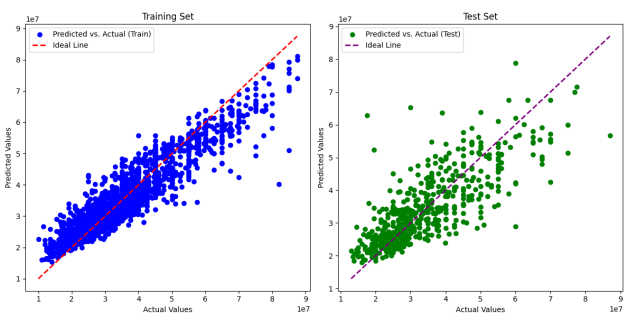 Training Set
1e7
Predicted vs. Actual (Train)
Ideal Line
9
8
7
6
5
4
3
2
1
Predicted Values
1 2 3 4 5 6 7 8 9
1e7
Actual Values
Test Set
1e7
Predicted vs. Actual (Test)
Ideal Line
9
8
7
6
5
4
3
2
1
Predicted Values
1 2 3 4 5 6 7 8 9
1e7
Actual Values